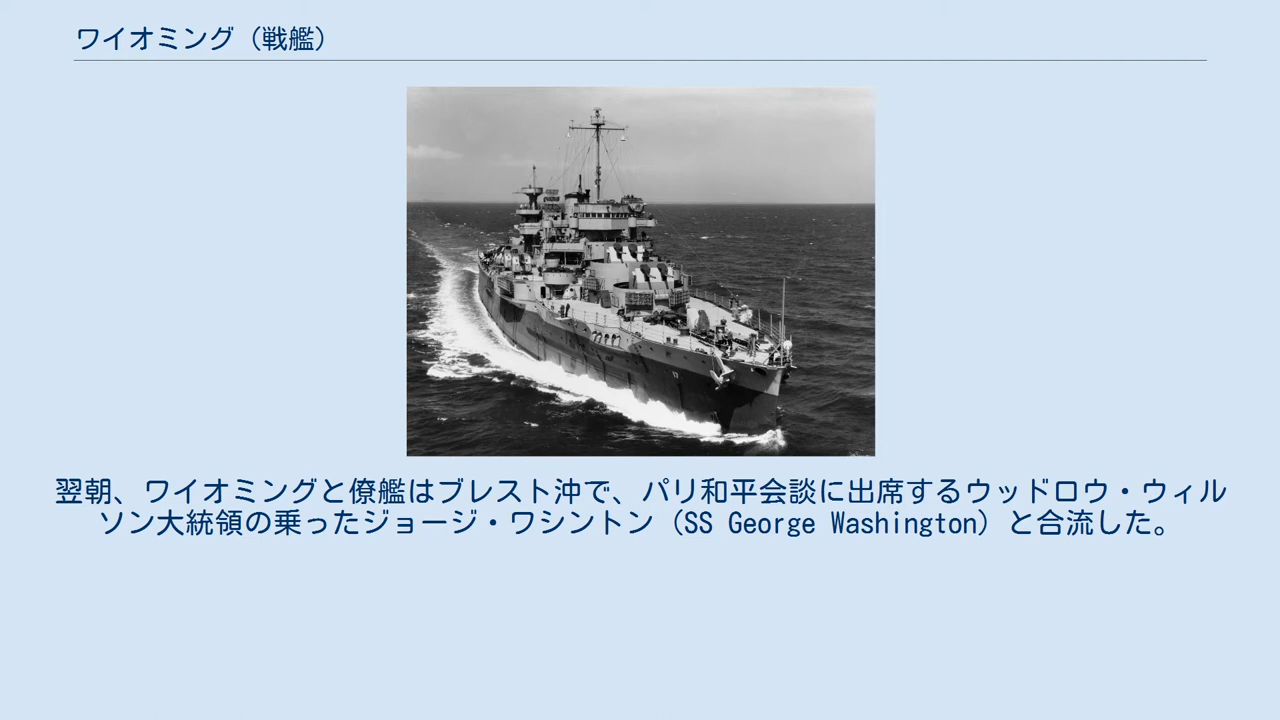 ワイオミング（戦艦）
翌朝、ワイオミングと僚艦はブレスト沖で、パリ和平会談に出席するウッドロウ・ウィル
ソン大統領の乗ったジョージ・ワシントン（SS George Washington）と合流した。